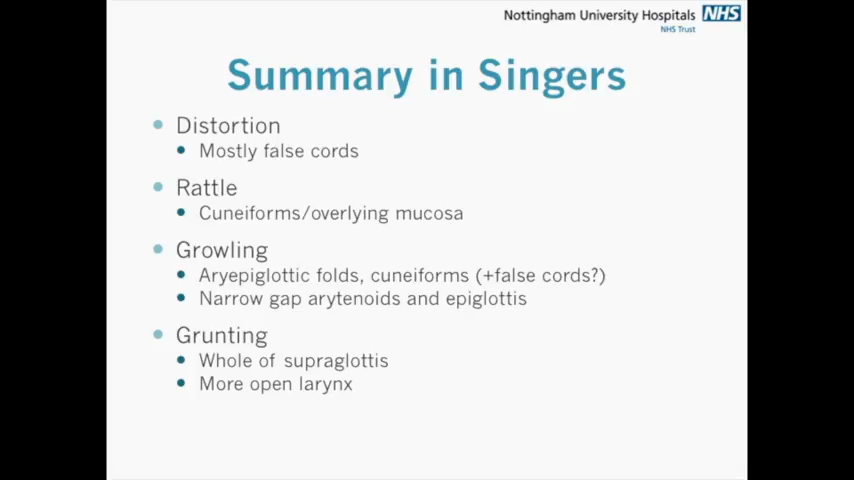 Nottingham University Hospitals NHS
NHS Trust
Summary in Singers
Distortion
Mostly false cords
Rattle
Cuneiforms/overlying mucosa
Growling
Aryepiglottic folds, cuneiforms (+false cords?)
Narrow gap arytenoids and epiglottis
Grunting
Whole of supraglottis
More open larynx